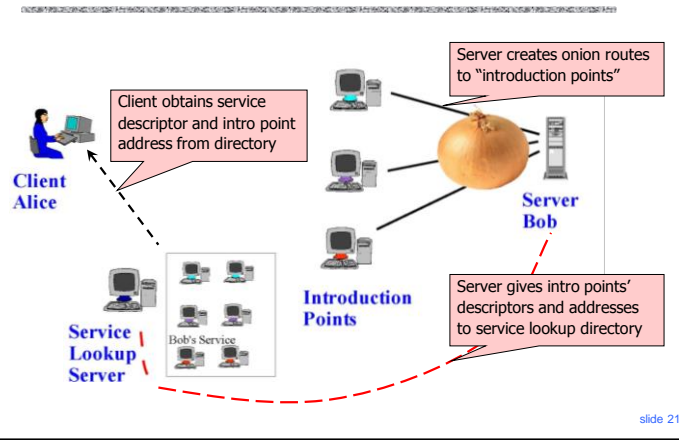 Server creates onion routes
to “introduction points”
Client obtains service
descriptor and intro point
address from directory
Client
Alice
Server
Bob
Introduction
Points
Server gives intro points’
descriptors and addresses
to service lookup directory
Service
Lookup
Server
Bob's Service
slide 21